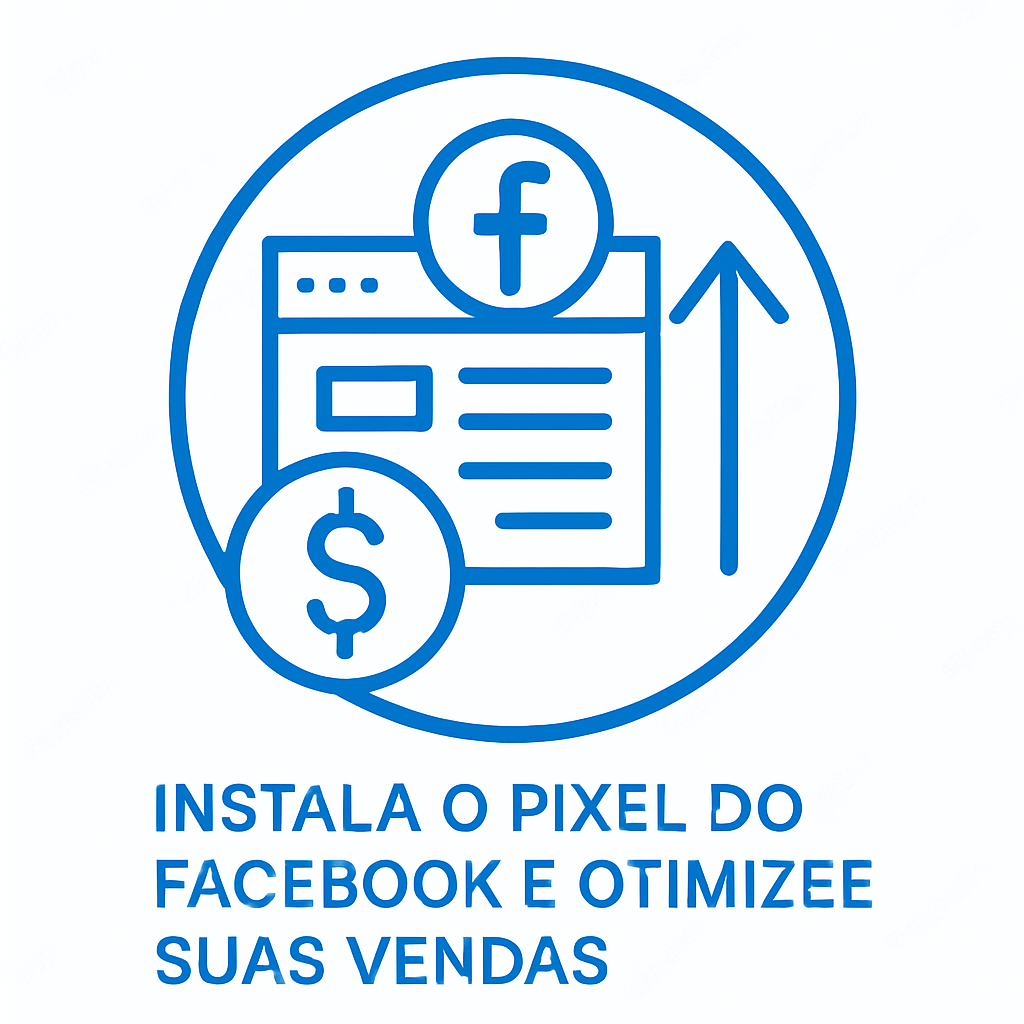 f
$
INSTALA O PIXEL DO
FACEBOOK E OTIMIZEE
SUAS VENDAS